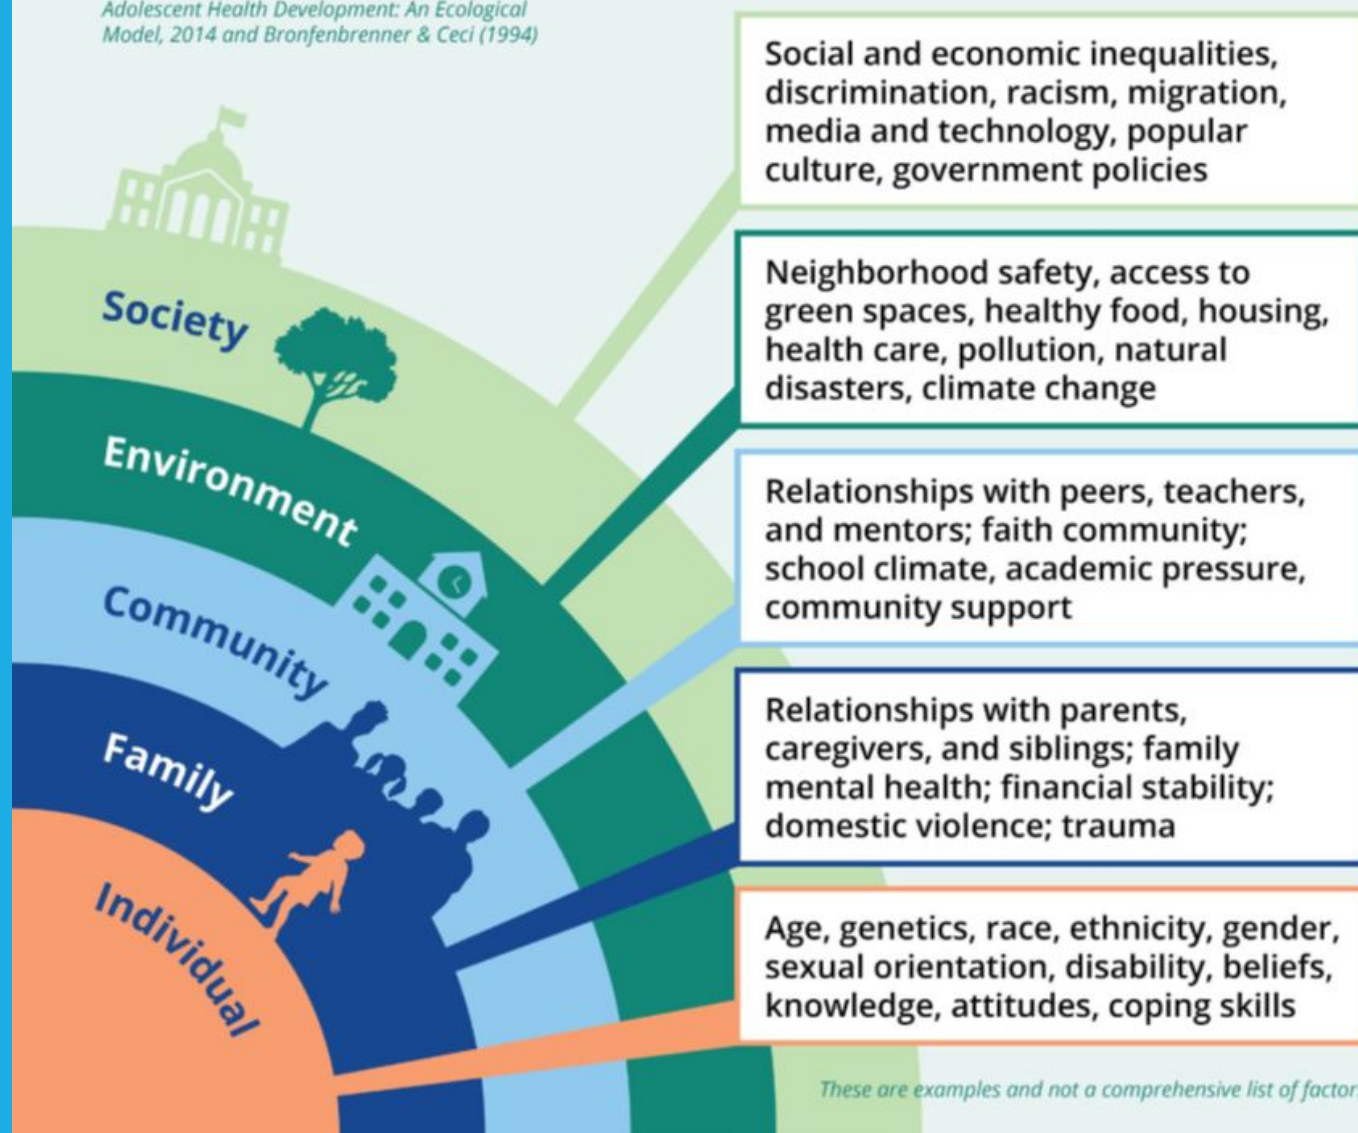 Adolescent Health Development: An Ecological
Model, 2014 and Bronfenbrenner & Ceci (1994)
Society
Environment
Community
Family
Individual
Social and economic inequalities,
discrimination, racism, migration,
media and technology, popular
culture, government policies
Neighborhood safety, access to
green spaces, healthy food, housing,
health care, pollution, natural
disasters, climate change
Relationships with peers, teachers,
and mentors; faith community;
school climate, academic pressure,
community support
Relationships with parents,
caregivers, and siblings; family
mental health; financial stability;
domestic violence; trauma
Age, genetics, race, ethnicity, gender,
sexual orientation, disability, beliefs,
knowledge, attitudes, coping skills
These are examples and not a comprehensive list of factor